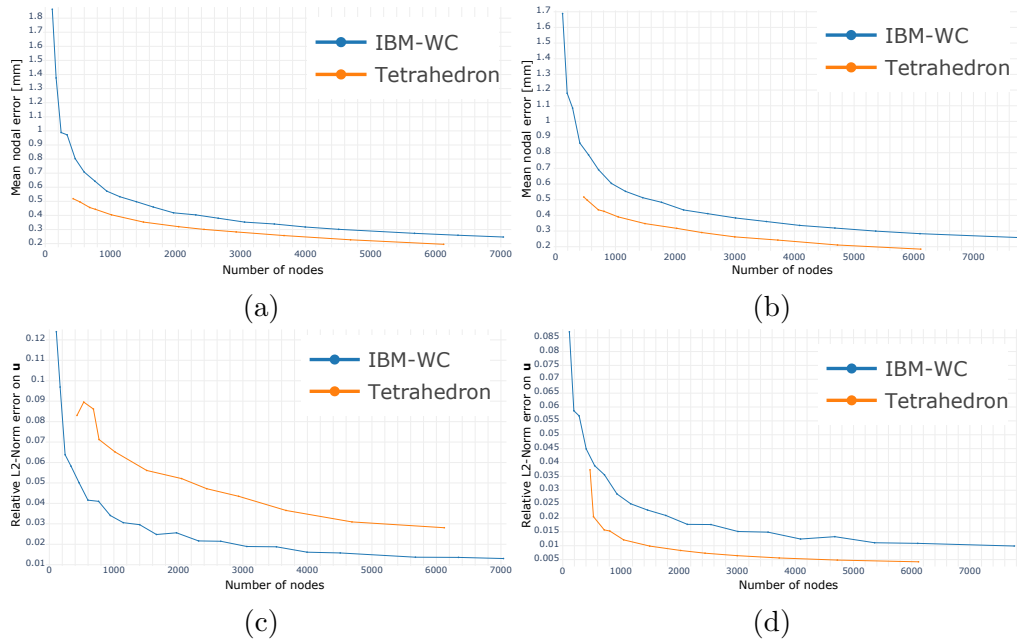 1.8
1.7
1.6
1.5
1.4
1.3
1.2
1.1
1
0.9
0.8
0.7
0.6
0.5
0.4
0.3
0.2
Mean nodal error [mm]
IBM-WC
Tetrahedron
0 1000 2000 3000 4000 5000 6000 7000
Number of nodes
(a)
1.7
1.6
1.5
1.4
1.3
1.2
1.1
1
0.9
0.8
0.7
0.6
0.5
0.4
0.3
0.2
Mean nodal error [mm]
IBM-WC
Tetrahedron
0 1000 2000 3000 4000 5000 6000 7000
Number of nodes
(b)
0.12
0.11
0.1
0.09
0.08
0.07
0.06
0.05
0.04
0.03
0.02
0.01
Relative L2-Norm error on u
IBM-WC
Tetrahedron
0 1000 2000 3000 4000 5000 6000 7000
Number of nodes
(c)
0.085
0.08
0.075
0.07
0.065
0.06
0.055
0.05
0.045
0.04
0.035
0.03
0.025
0.02
0.015
0.01
0.005
Relative L2-Norm error on u
IBM-WC
Tetrahedron
0 1000 2000 3000 4000 5000 6000 7000
Number of nodes
(d)